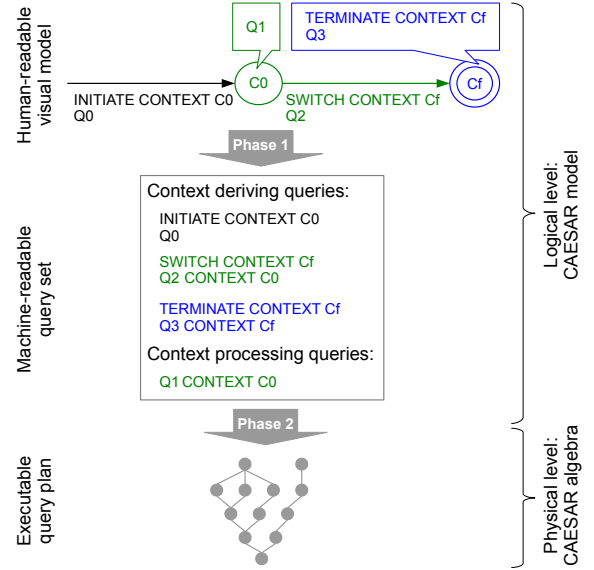 Human-readable
visual model
Q1
TERMINATE CONTEXT Cf
Q3
C0
Cf
INITIATE CONTEXT C0
Q0
SWITCH CONTEXT Cf
Q2
Phase 1
Machine-readable
query set
Context deriving queries:
INITIATE CONTEXT C0
Q0
SWITCH CONTEXT Cf
Q2 CONTEXT C0
TERMINATE CONTEXT Cf
Q3 CONTEXT Cf
Context processing queries:
Q1 CONTEXT C0
Logical level:
CAESAR model
Phase 2
Executable
query plan
Physical level:
CAESAR algebra